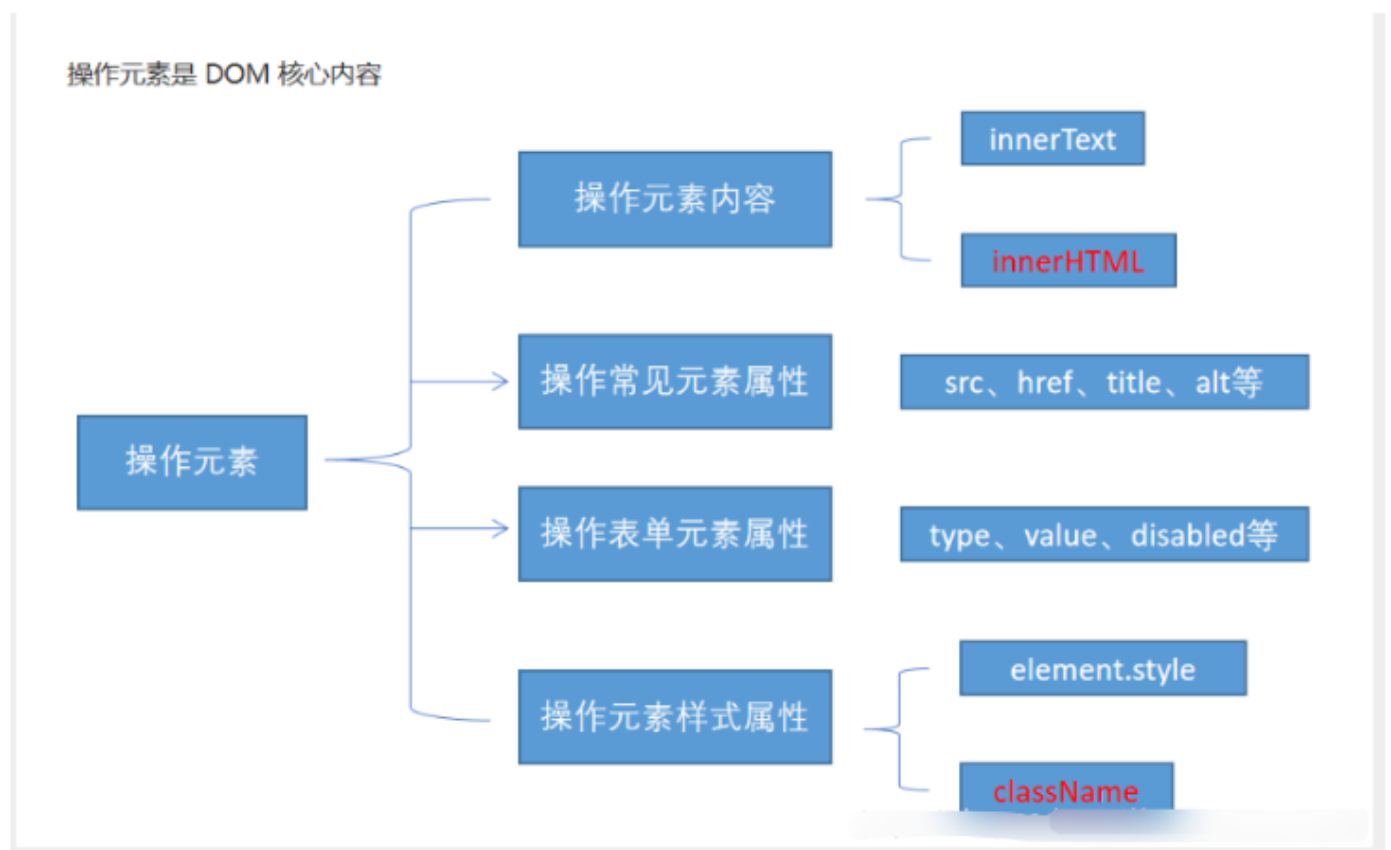 操作元素是 DOM 核心内容
innerText
操作元素内容
innerHTML
操作常见元素属性
src、href、title、alt等
操作元素
操作表单元素属性
type、value、disabled等
element.style
操作元素样式属性
className